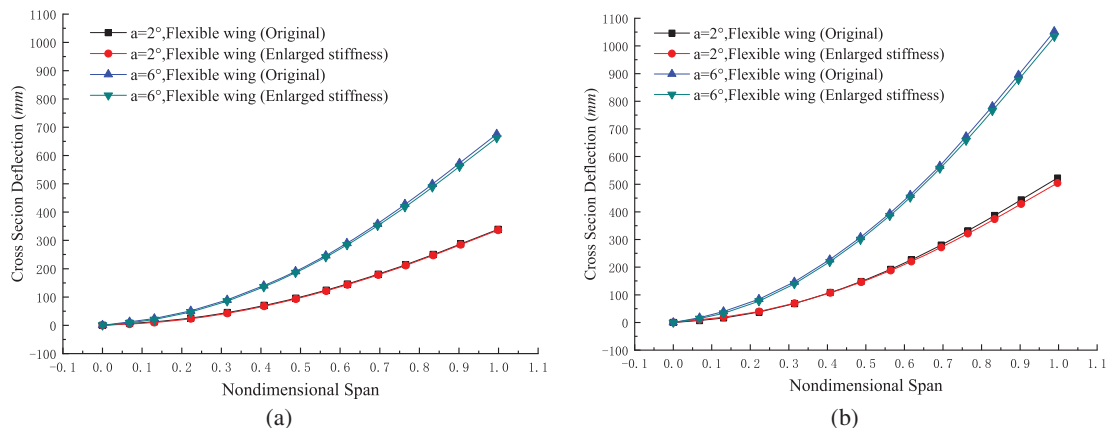 1100
1000
900
800
700
600
500
400
300
200
100
0
−100
Cross Secion Deflection (mm)
a=2°,Flexible wing (Original)
a=2°,Flexible wing (Enlarged stiffness)
a=6°,Flexible wing (Original)
a=6°,Flexible wing (Enlarged stiffness)
−0.1 0.0 0.1 0.2 0.3 0.4 0.5 0.6 0.7 0.8 0.9 1.0 1.1
Nondimensional Span
(a)
1100
1000
900
800
700
600
500
400
300
200
100
0
−100
Cross Secion Deflection (mm)
a=2°,Flexible wing (Original)
a=2°,Flexible wing (Enlarged stiffness)
a=6°,Flexible wing (Original)
a=6°,Flexible wing (Enlarged stiffness)
−0.1 0.0 0.1 0.2 0.3 0.4 0.5 0.6 0.7 0.8 0.9 1.0 1.1
Nondimensional Span
(b)